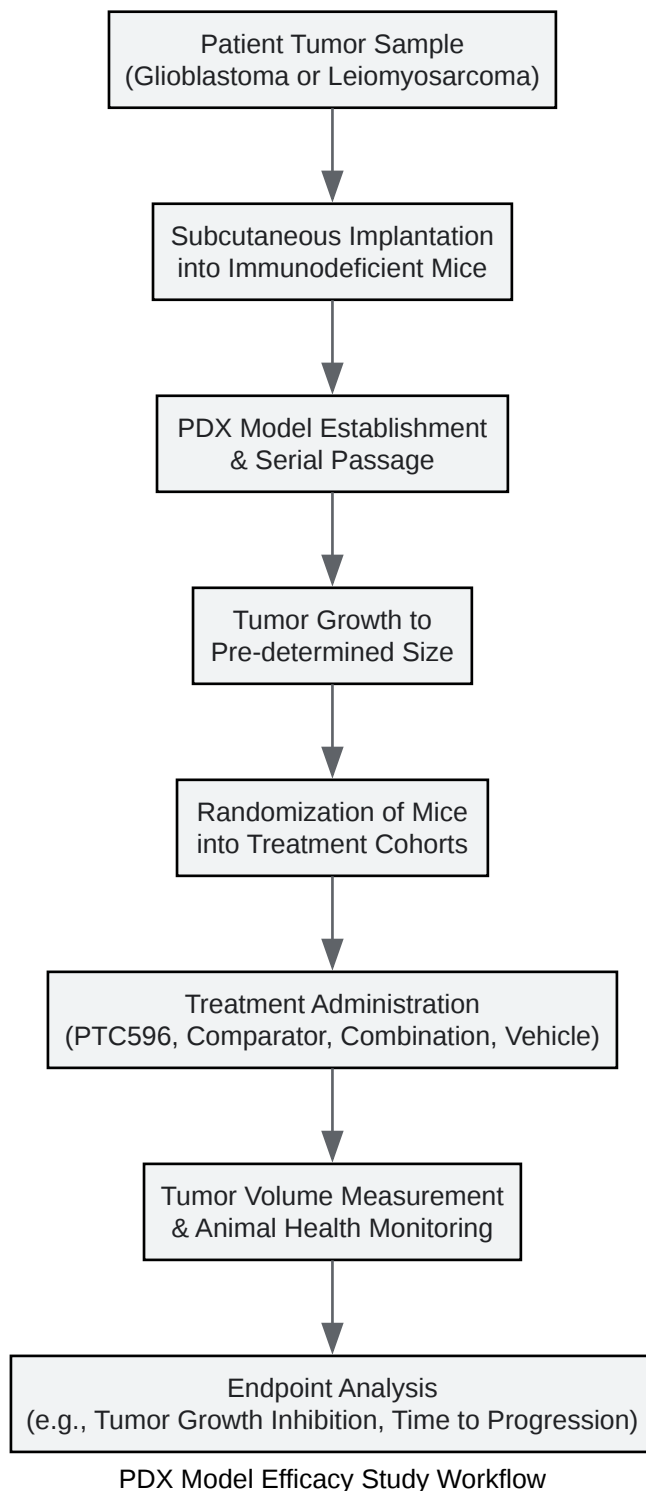 Patient Tumor Sample
(Glioblastoma or Leiomyosarcoma)
Subcutaneous Implantation
into Immunodeficient Mice
PDX Model Establishment
& Serial Passage
Tumor Growth to
Pre-determined Size
Randomization of Mice
into Treatment Cohorts
Treatment Administration
(PTC596, Comparator, Combination, Vehicle)
Tumor Volume Measurement
& Animal Health Monitoring
Endpoint Analysis
(e.g., Tumor Growth Inhibition, Time to Progression)
PDX Model Efficacy Study Workflow